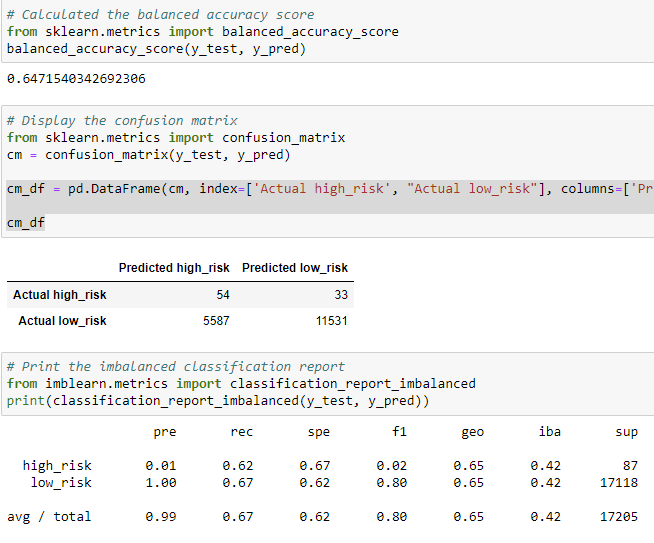 # Calculated the balanced accuracy score
from sklearn.metrics import balanced_accuracy_score
balanced_accuracy_score(y_test, y_pred)
0.6471540342692306
# Display the confusion matrix
from sklearn.metrics import confusion_matrix
cm = confusion_matrix(y_test, y_pred)
cm_df = pd.DataFrame(cm, index=['Actual high_risk', "Actual low_risk"], columns=['Pr
cm_df
Predicted high_risk Predicted low_risk
Actual high_risk 54 33
Actual low_risk 5587 11531
# Print the imbalanced classification report
from imblearn.metrics import classification_report_imbalanced
print(classification_report_imbalanced(y_test, y_pred))
pre rec spe f1 geo iba sup
high_risk 0.01 0.62 0.67 0.02 0.65 0.42 87
low_risk 1.00 0.67 0.62 0.80 0.65 0.42 17118
avg / total 0.99 0.67 0.62 0.80 0.65 0.42 17205